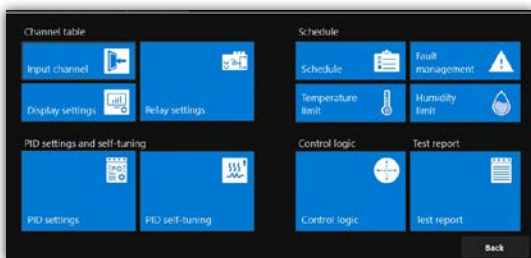 Channel table
Input channel
Display settings
Relay settings
Schedule
Schedule
Fault
management
Temperature
limit
Humidity
limit
PID settings and self-tuning
PID settings
PID self-tuning
Control logic
Control logic
Test report
Test report
Back